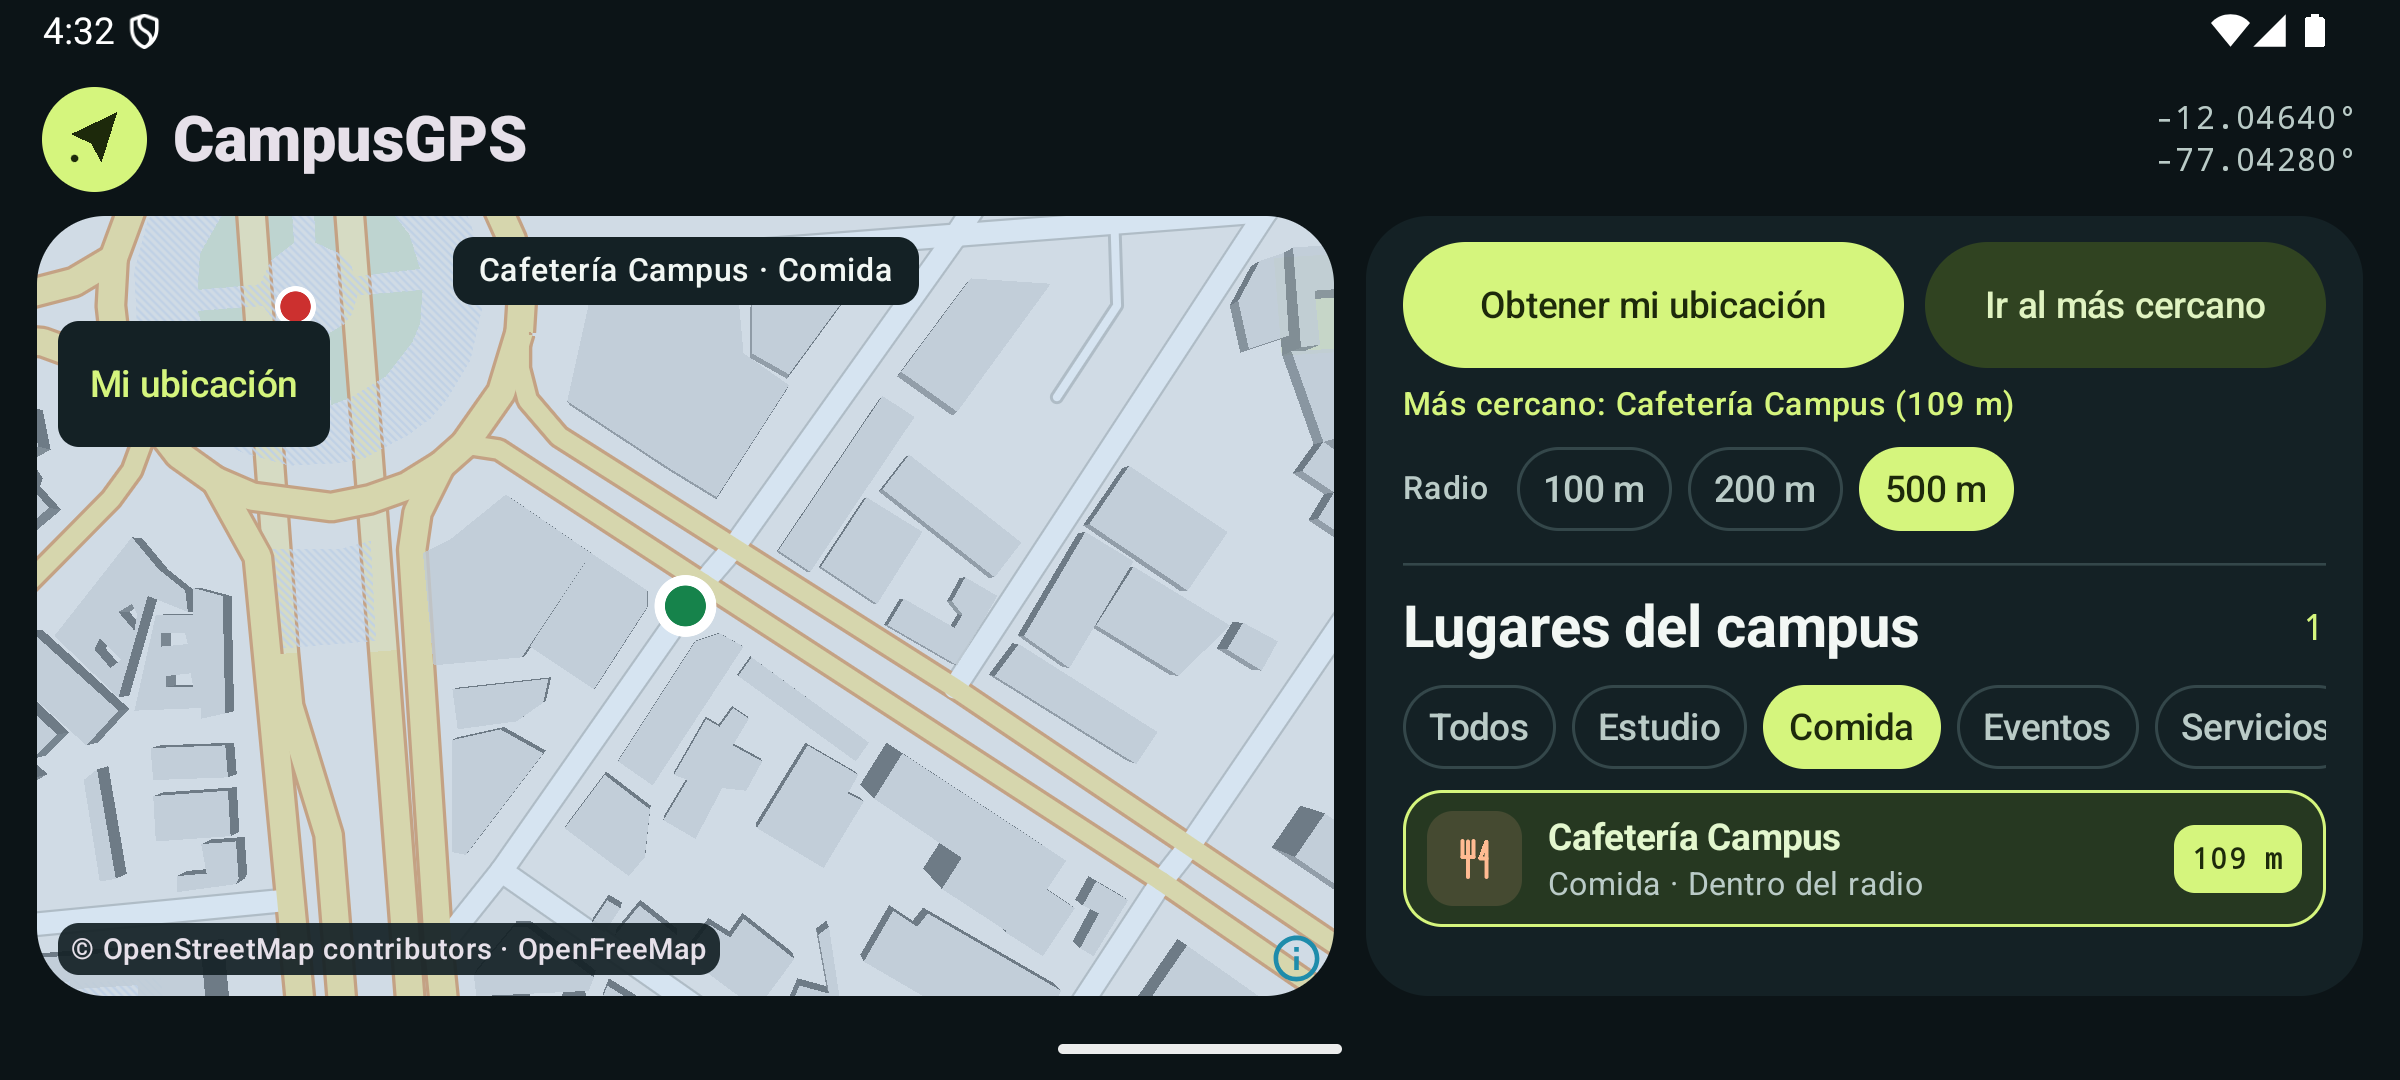 4:32
CampusGPS
-12.04640°
-77.04280°
Cafetería Campus · Comida
Mi ubicación
© OpenStreetMap contributors · OpenFreeMap
Obtener mi ubicación
Ir al más cercano
Más cercano: Cafetería Campus (109 m)
Radio
100 m
200 m
500 m
Lugares del campus
1
Todos
Estudio
Comida
Eventos
Servicios
Cafetería Campus
Comida · Dentro del radio
109 m